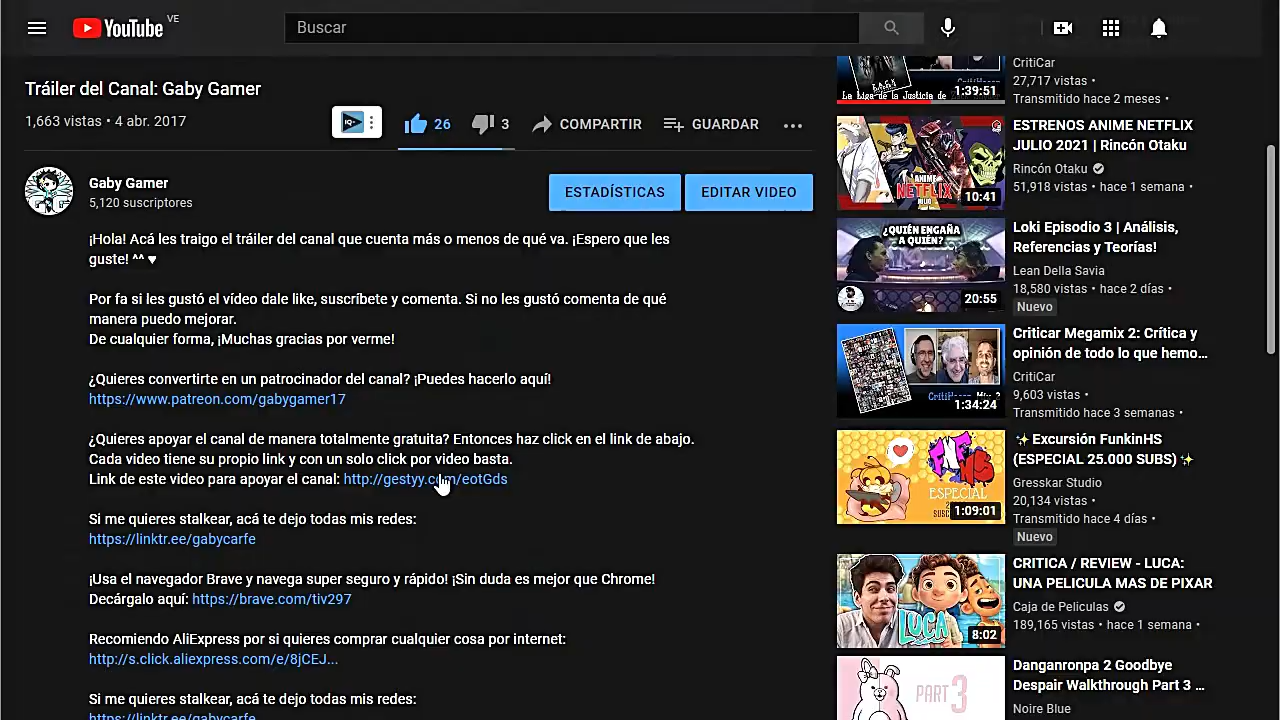 YouTube VE
Buscar
Tráiler del Canal: Gaby Gamer
1,663 vistas • 4 abr. 2017
IQ
26
3
COMPARTIR
GUARDAR
Gaby Gamer
5,120 suscriptores
ESTADÍSTICAS
EDITAR VIDEO
¡Hola! Acá les traigo el tráiler del canal que cuenta más o menos de qué va. ¡Espero que les
guste! ^^ ♥
Por fa si les gustó el vídeo dale like, suscríbete y comenta. Si no les gustó comenta de qué
manera puedo mejorar.
De cualquier forma, ¡Muchas gracias por verme!
¿Quieres convertirte en un patrocinador del canal? ¡Puedes hacerlo aquí!
https://www.patreon.com/gabygamer17
¿Quieres apoyar el canal de manera totalmente gratuita? Entonces haz click en el link de abajo.
Cada video tiene su propio link y con un solo click por video basta.
Link de este video para apoyar el canal: http://gestyy.com/eotGds
Si me quieres stalkear, acá te dejo todas mis redes:
https://linktr.ee/gabycarfe
¡Usa el navegador Brave y navega super seguro y rápido! ¡Sin duda es mejor que Chrome!
Decárgalo aquí: https://brave.com/tiv297
Recomiendo AliExpress por si quieres comprar cualquier cosa por internet:
http://s.click.aliexpress.com/e/8jCEJ...
Si me quieres stalkear, acá te dejo todas mis redes:
https://linktr.ee/gabycarfe
La Liga de la Justicia de
1:39:51
CritiCar
27,717 vistas •
Transmitido hace 2 meses •
ANIME
NETFLIX
JULIO
10:41
ESTRENOS ANIME NETFLIX
JULIO 2021 | Rincón Otaku
Rincón Otaku
51,918 vistas • hace 1 semana •
¿QUIÉN ENGAÑA
A QUIÉN?
20:55
Loki Episodio 3 | Análisis,
Referencias y Teorías!
Lean Della Savia
18,580 vistas • hace 2 días •
Nuevo
1:34:24
Criticar Megamix 2: Crítica y
opinión de todo lo que hemo...
CritiCar
9,603 vistas •
Transmitido hace 3 semanas •
ESPECIAL
1:09:01
✨Excursión FunkinHS
(ESPECIAL 25.000 SUBS)✨
Gresskar Studio
20,134 vistas •
Transmitido hace 4 días •
Nuevo
LUCA
8:02
CRITICA / REVIEW - LUCA:
UNA PELICULA MAS DE PIXAR
Caja de Peliculas
189,165 vistas • hace 1 semana •
PART 3
Danganronpa 2 Goodbye
Despair Walkthrough Part 3 ...
Noire Blue